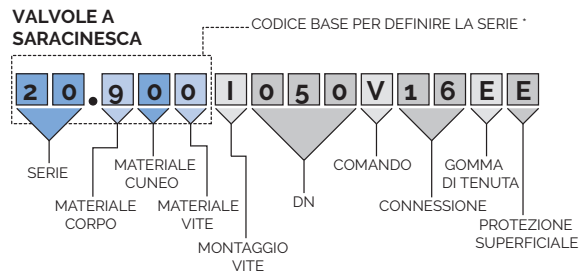 VALVOLE A
SARACINESCA
CODICE BASE PER DEFINIRE LA SERIE *
20.900I050V16EE
SERIE
MATERIALE
CORPO
MATERIALE
CUNEO
MATERIALE
VITE
MONTAGGIO
VITE
DN
COMANDO
CONNESSIONE
GOMMA
DI TENUTA
PROTEZIONE
SUPERFICIALE